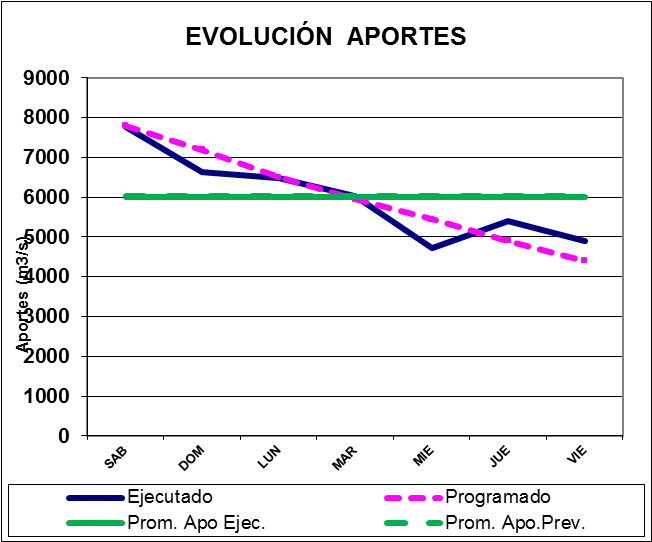 EVOLUCIÓN APORTES
9000
8000
7000
6000
5000
4000
3000
2000
1000
0
Aportes (m3/s)
SAB DOM LUN MAR MIE JUE VIE
Ejecutado Programado
Prom. Apo Ejec. Prom. Apo.Prev.